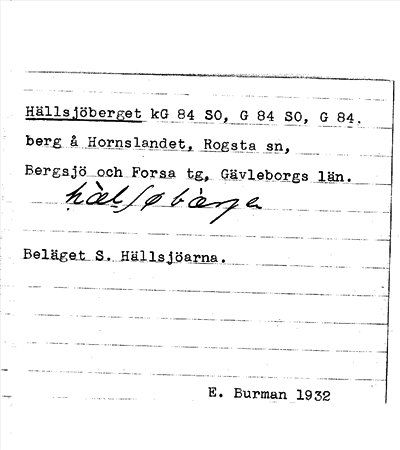 Hällsjöberget kG 84 SO, G 84 SO, G 84.
berg å Hornslandet, Rogsta sn,
Bergsjö och Forsa tg, Gävleborgs län.
Beläget S. Hällsjöarna.
E. Burman 1932